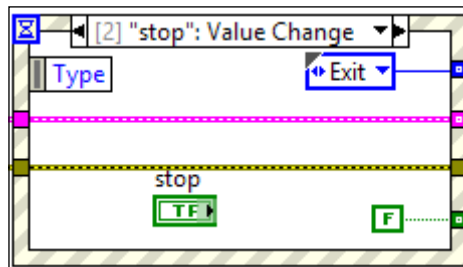 [2] "stop": Value Change
Type
Exit
stop
TF
F